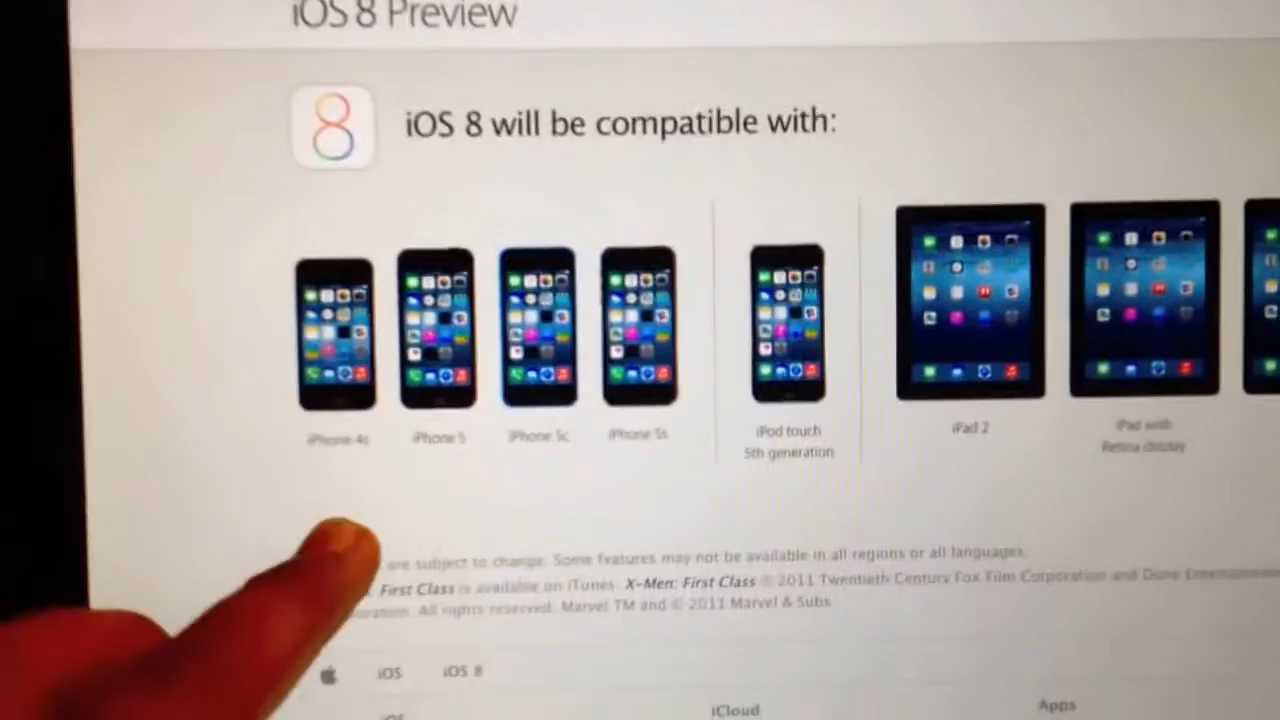 iOS 8 Preview
8
iOS 8 will be compatible with:
iPhone 4s
iPhone 5
iPhone 5c
iPhone 5s
iPod touch
5th generation
iPad 2
iPad with
Retina display
are subject to change. Some features may not be available in all regions or all languages.
First Class is available on iTunes. X-Men: First Class © 2011 Twentieth Century Fox Film Corporation and Dune Entertainment
All rights reserved. Marvel TM and © 2011 Marvel & Subs.
iOS
iOS 8
iOS
iCloud
Apps